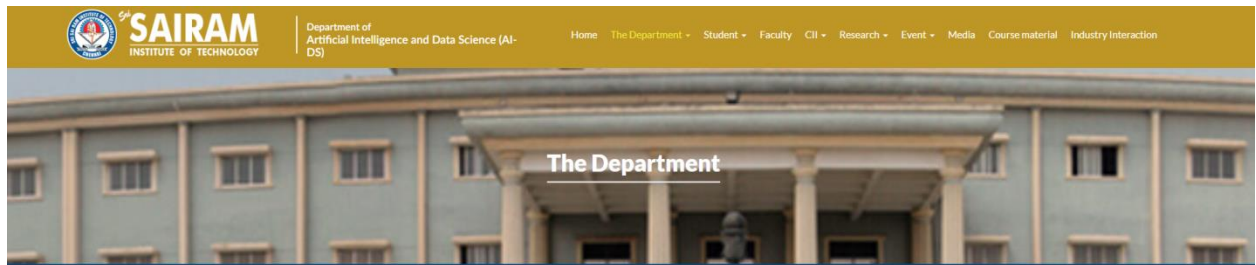 Sri
SAIRAM
INSTITUTE OF TECHNOLOGY
Department of
Artificial Intelligence and Data Science (AI-
DS)
Home The Department Student Faculty CII Research Event Media Course material Industry Interaction
The Department